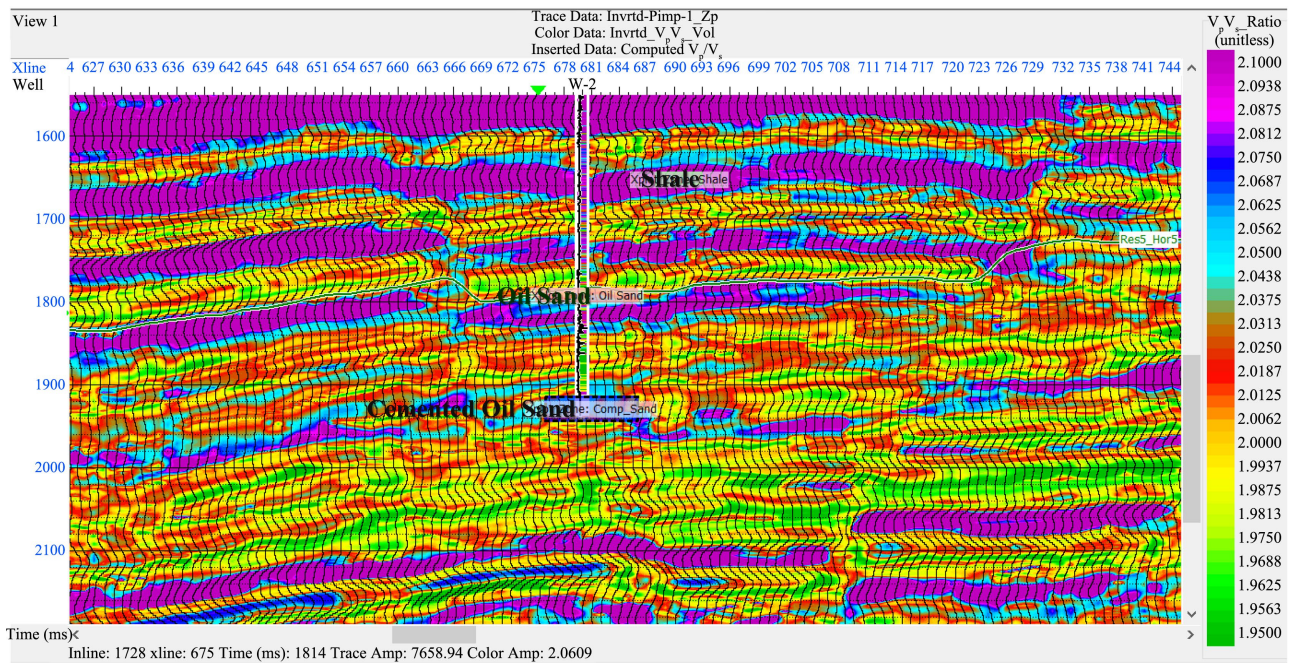 View 1
Trace Data: Invrtd-Pimp-1_Zp
Color Data: Invrtd_VpVs_Vol
Inserted Data: Computed Vp/Vs
VpVs_Ratio
(unitless)
Xline 4 627 630 633 636 639 642 645 648 651 654 657 660 663 666 669 672 675 678 681 684 687 690 693 696 699 702 705 708 711 714 717 720 723 726 729 732 735 738 741 744
Well
W-2
2.1000
2.0938
2.0875
2.0812
2.0750
2.0687
2.0625
2.0562
2.0500
2.0438
2.0375
2.0313
2.0250
2.0187
2.0125
2.0062
2.0000
1.9937
1.9875
1.9813
1.9750
1.9688
1.9625
1.9563
1.9500
1600
Shale
Shale
1700
Res5_Hor5
1800
Oil Sand
: Oil Sand
1900
Cemented Oil Sand
ne: Comp_Sand
2000
2100
Time (ms)
Inline: 1728 xline: 675 Time (ms): 1814 Trace Amp: 7658.94 Color Amp: 2.0609